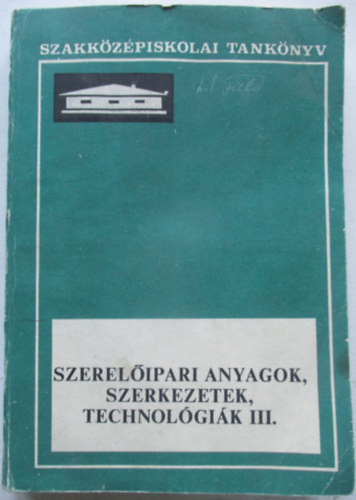 SZAKKÖZÉPISKOLAI TANKÖNYV
SZERELŐIPARI ANYAGOK,
SZERKEZETEK,
TECHNOLÓGIÁK III.